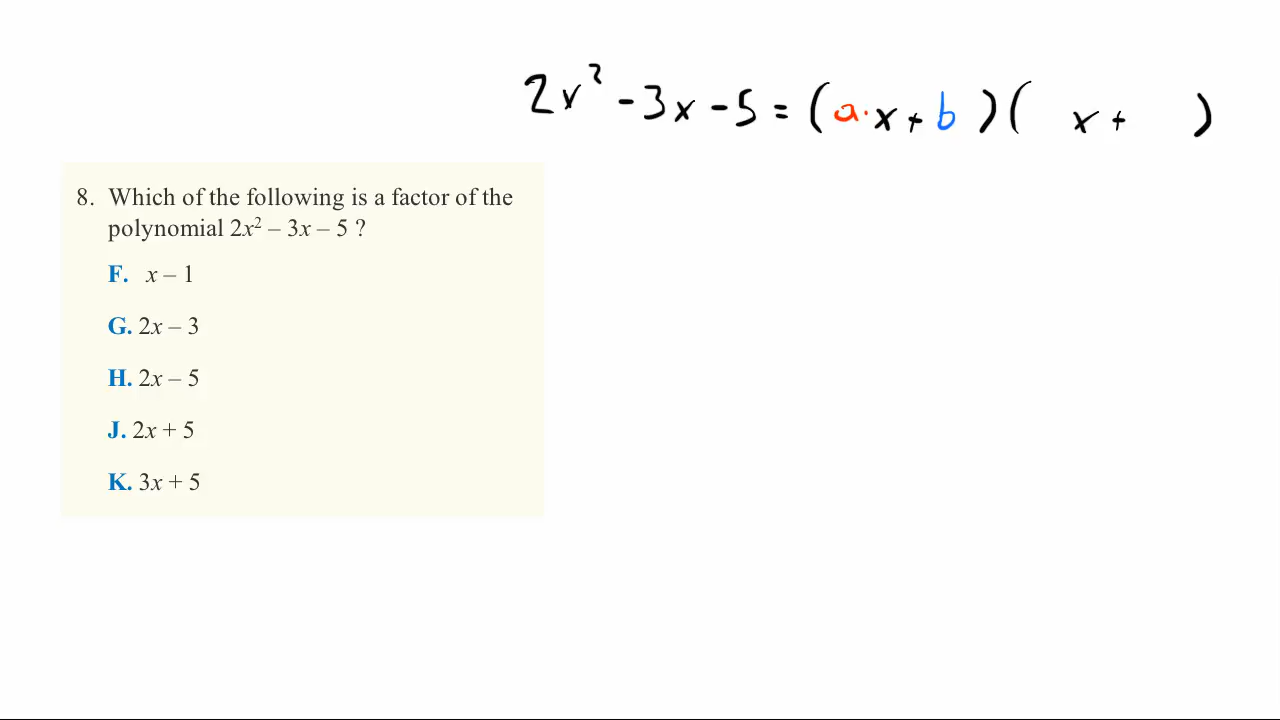 2x² - 3x - 5 = (a·x + b)(  x +  )
8. Which of the following is a factor of the
polynomial 2x² – 3x – 5 ?
F. x – 1
G. 2x – 3
H. 2x – 5
J. 2x + 5
K. 3x + 5